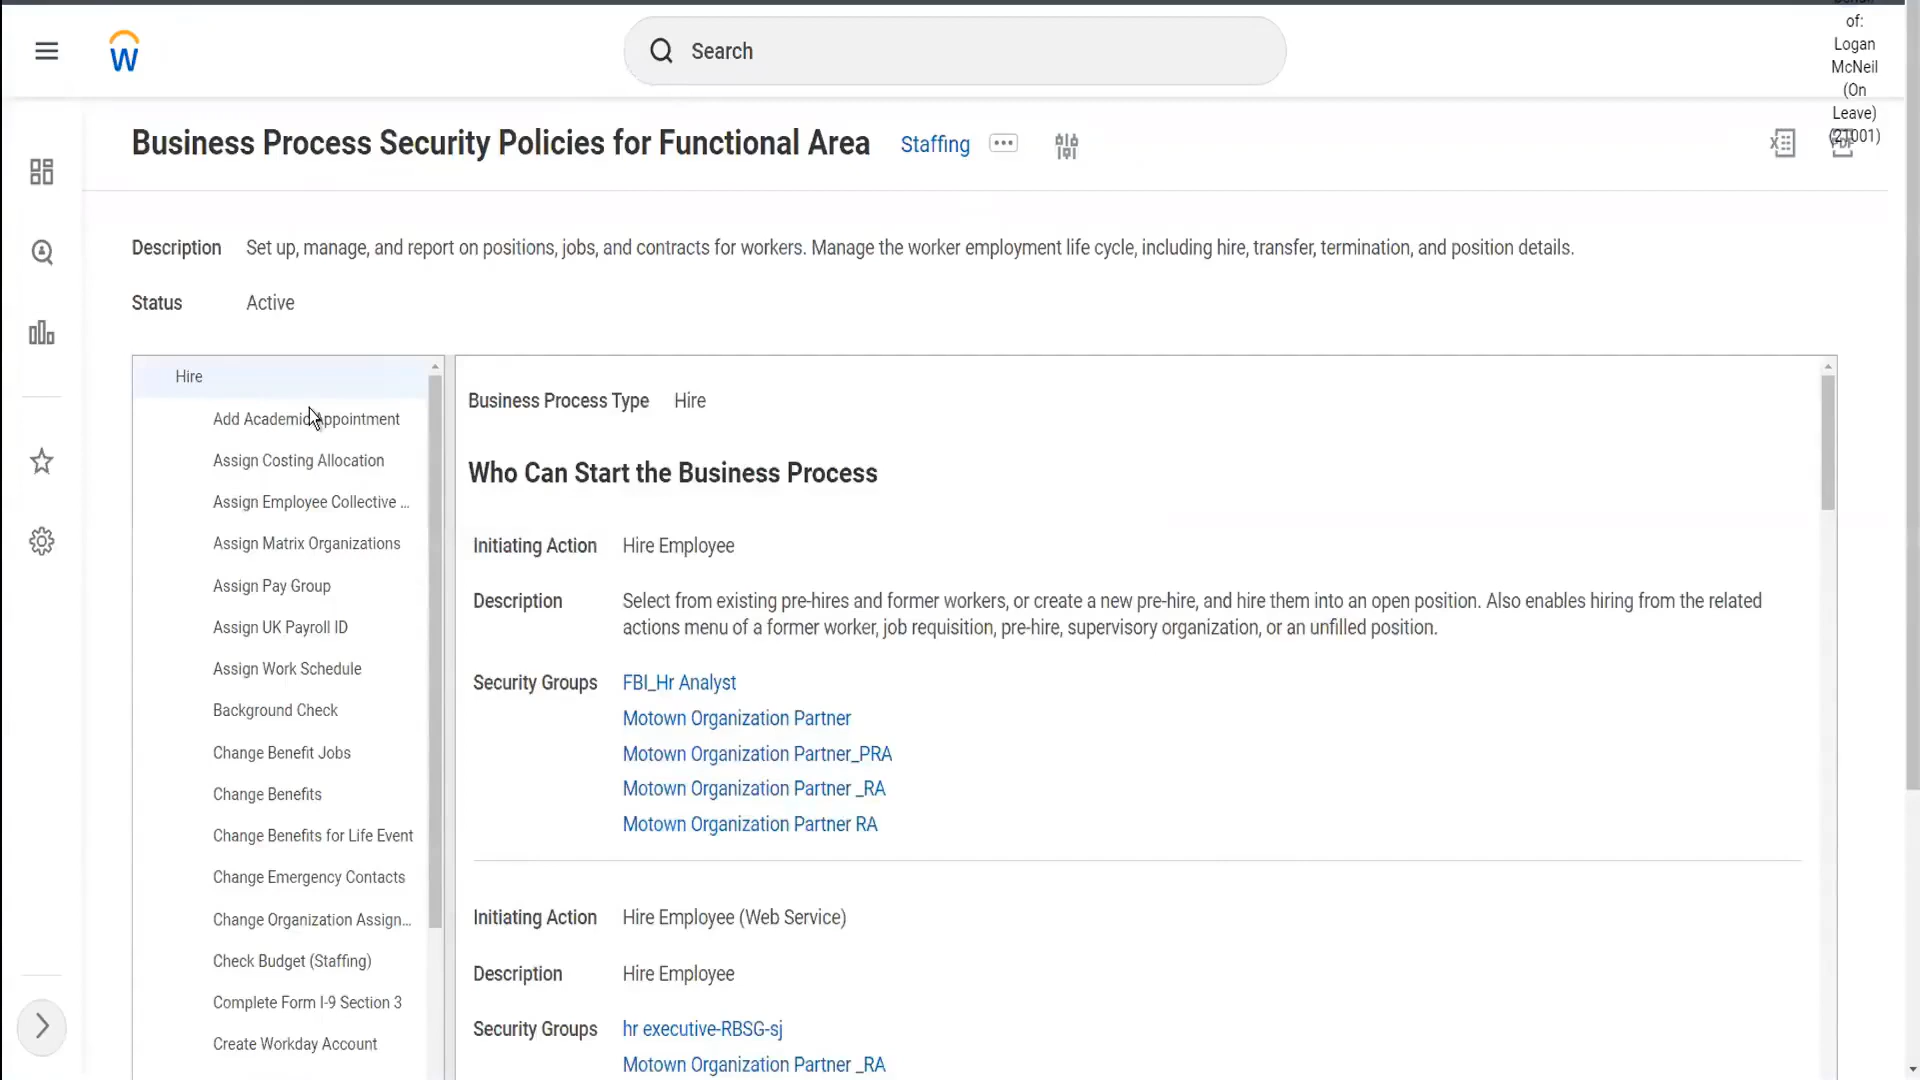 of:
Logan
McNeil
(On
Leave)
(21001)
W
Search
Business Process Security Policies for Functional Area Staffing
Description Set up, manage, and report on positions, jobs, and contracts for workers. Manage the worker employment life cycle, including hire, transfer, termination, and position details.
Status Active
Hire
Add Academic Appointment
Assign Costing Allocation
Assign Employee Collective ...
Assign Matrix Organizations
Assign Pay Group
Assign UK Payroll ID
Assign Work Schedule
Background Check
Change Benefit Jobs
Change Benefits
Change Benefits for Life Event
Change Emergency Contacts
Change Organization Assign...
Check Budget (Staffing)
Complete Form I-9 Section 3
Create Workday Account
Business Process Type Hire
Who Can Start the Business Process
Initiating Action Hire Employee
Description Select from existing pre-hires and former workers, or create a new pre-hire, and hire them into an open position. Also enables hiring from the related
actions menu of a former worker, job requisition, pre-hire, supervisory organization, or an unfilled position.
Security Groups FBI_Hr Analyst
Motown Organization Partner
Motown Organization Partner_PRA
Motown Organization Partner _RA
Motown Organization Partner RA
Initiating Action Hire Employee (Web Service)
Description Hire Employee
Security Groups hr executive-RBSG-sj
Motown Organization Partner _RA